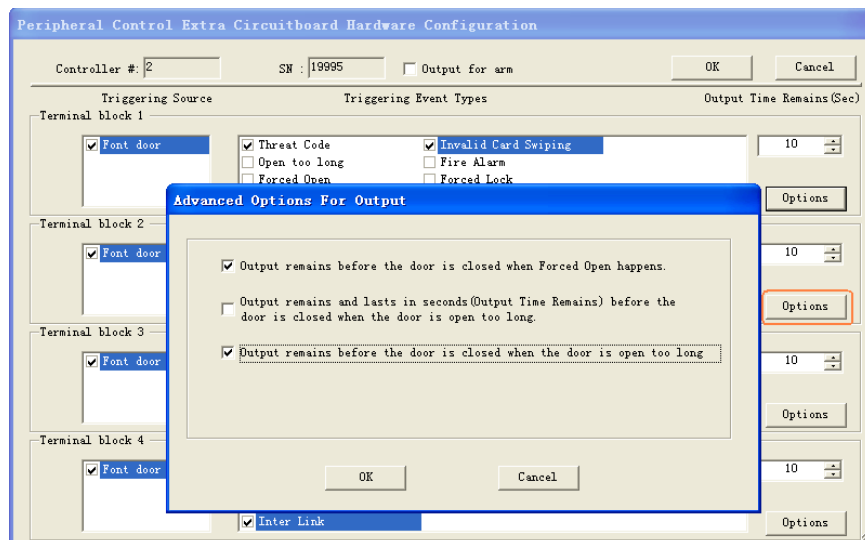 Peripheral Control Extra Circuitboard Hardware Configuration
Controller #: 2 SN : 19995 Output for arm OK Cancel
Triggering Source Triggering Event Types Output Time Remains(Sec)
Terminal block 1
Font door Threat Code Invalid Card Swiping 10
Open too long Fire Alarm
Forced Open Forced Lock
Options
Advanced Options For Output
Terminal block 2
Font door 10
Output remains before the door is closed when Forced Open happens.
Output remains and lasts in seconds(Output Time Remains) before the
door is closed when the door is open too long.
Options
Terminal block 3
Output remains before the door is closed when the door is open too long
Font door 10
Options
Terminal block 4
Font door 10
OK Cancel
Inter Link
Options